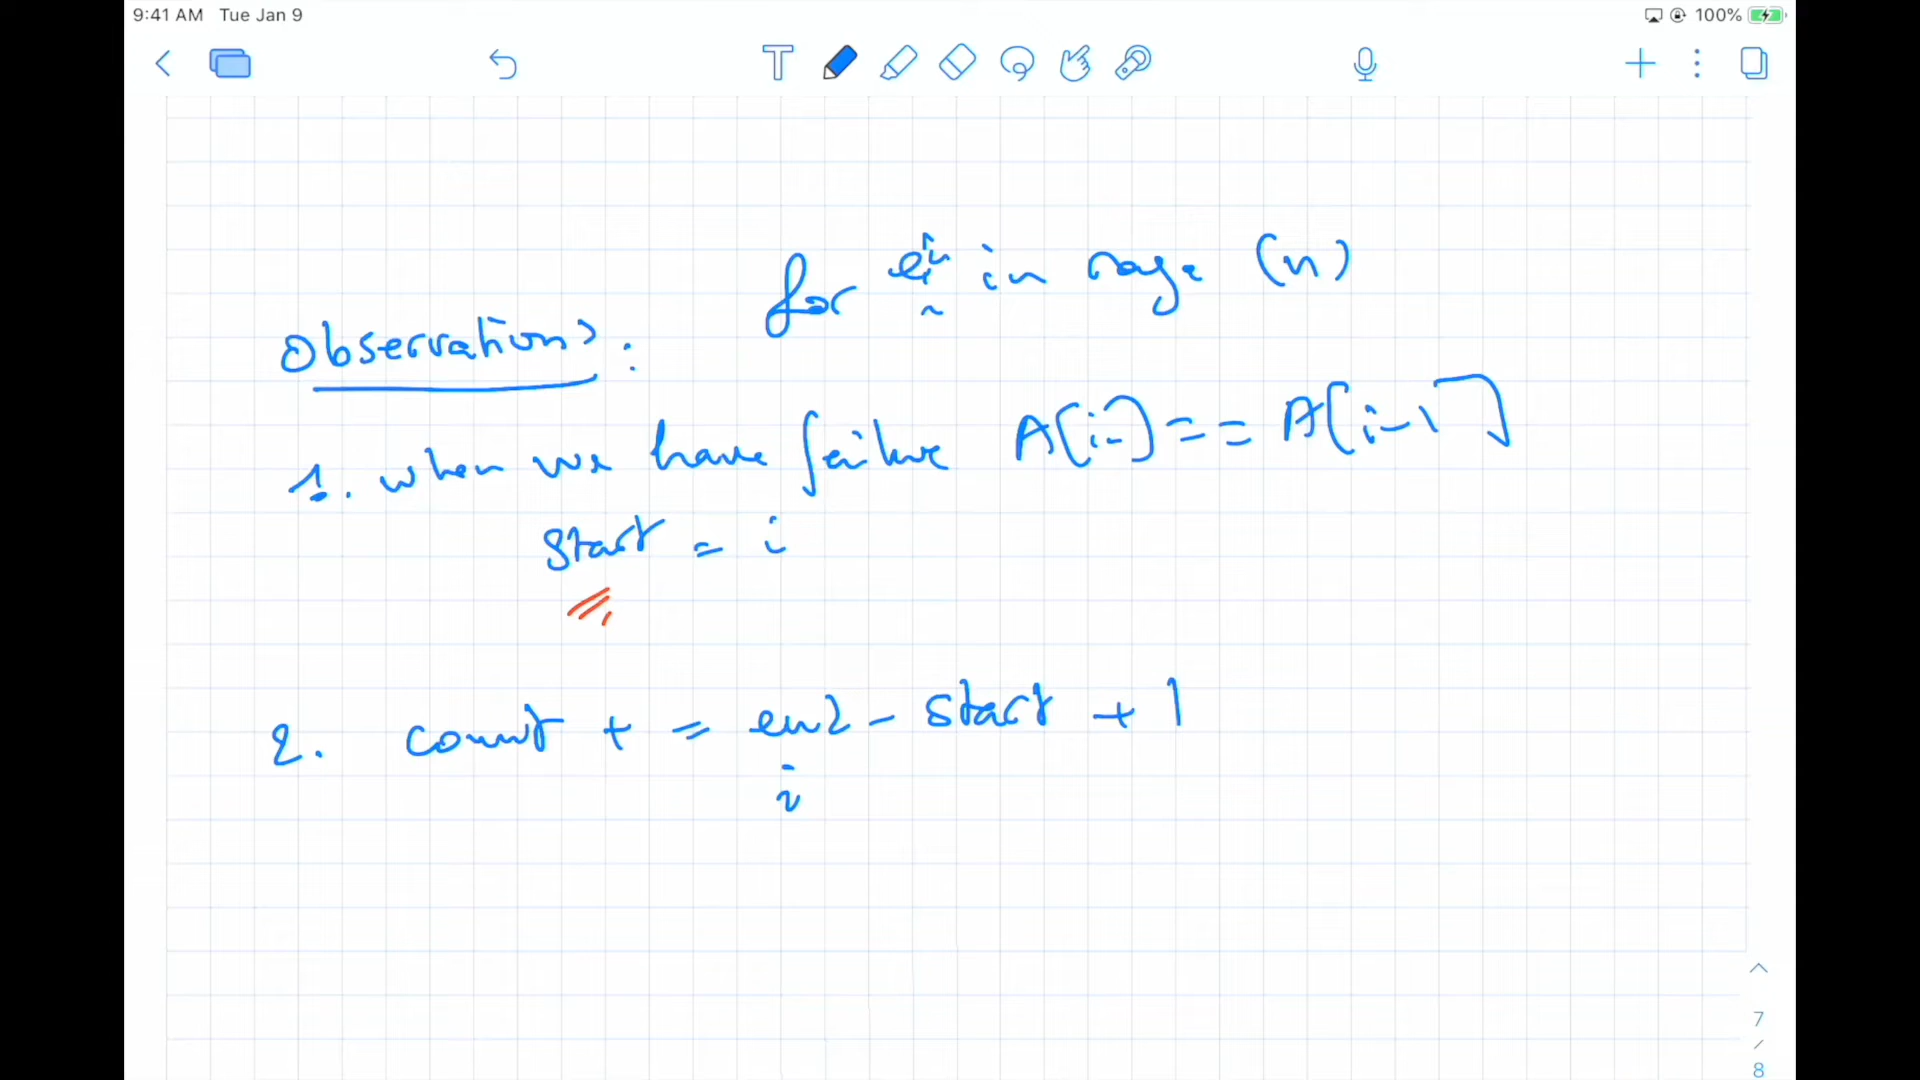 9:41 AM Tue Jan 9
100%
T
for in range (n)
Observations:
1. when we have failure A[i] == A[i-1]
start = i
2. count += end - start + 1
i
7
/
8